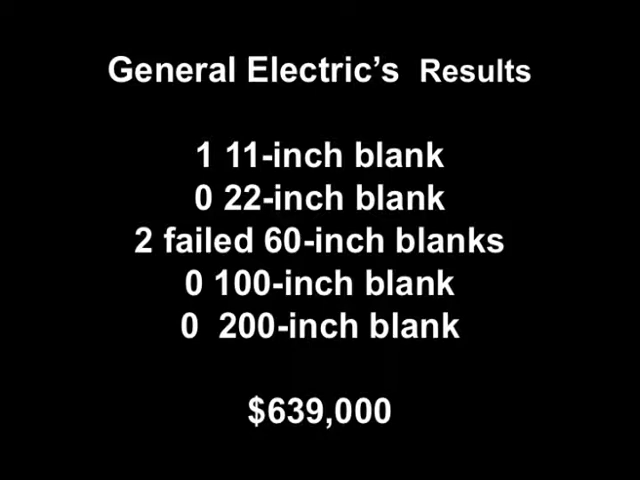 General Electric’s Results
1 11-inch blank
0 22-inch blank
2 failed 60-inch blanks
0 100-inch blank
0 200-inch blank
$639,000